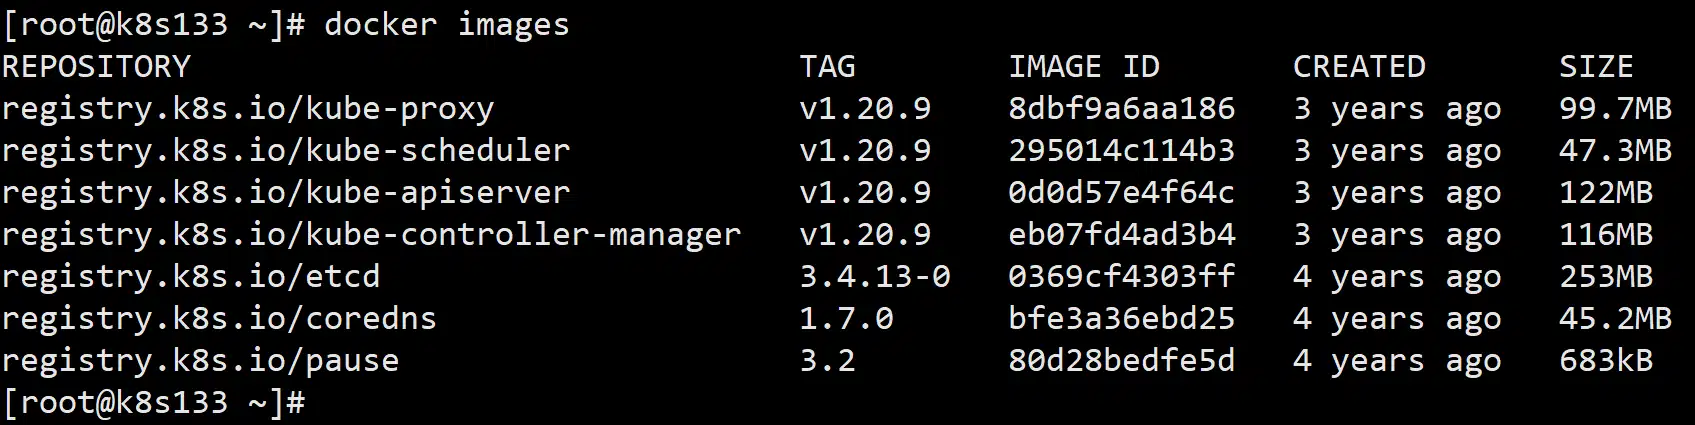 [root@k8s133 ~]# docker images
REPOSITORY                           TAG        IMAGE ID       CREATED       SIZE
registry.k8s.io/kube-proxy                v1.20.9    8dbf9a6aa186   3 years ago   99.7MB
registry.k8s.io/kube-scheduler            v1.20.9    295014c114b3   3 years ago   47.3MB
registry.k8s.io/kube-apiserver            v1.20.9    0d0d57e4f64c   3 years ago   122MB
registry.k8s.io/kube-controller-manager   v1.20.9    eb07fd4ad3b4   3 years ago   116MB
registry.k8s.io/etcd                      3.4.13-0   0369cf4303ff   4 years ago   253MB
registry.k8s.io/coredns                   1.7.0      bfe3a36ebd25   4 years ago   45.2MB
registry.k8s.io/pause                     3.2        80d28bedfe5d   4 years ago   683kB
[root@k8s133 ~]#